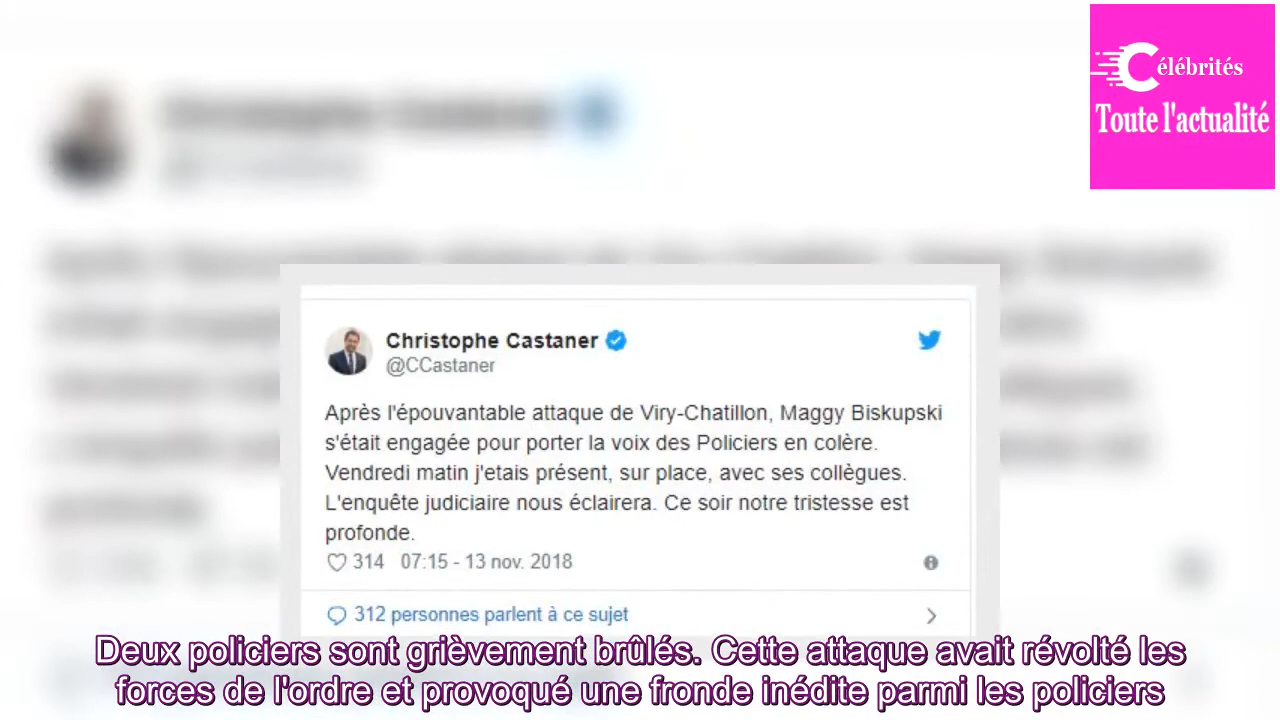 Célébrités
Toute l'actualité
Christophe Castaner
@CCastaner
Après l'épouvantable attaque de Viry-Chatillon, Maggy Biskupski
s'était engagée pour porter la voix des Policiers en colère.
Vendredi matin j'etais présent, sur place, avec ses collègues.
L'enquête judiciaire nous éclairera. Ce soir notre tristesse est
profonde.
314 07:15 - 13 nov. 2018
312 personnes parlent à ce sujet
Deux policiers sont grièvement brûlés. Cette attaque avait révolté les
forces de l'ordre et provoqué une fronde inédite parmi les policiers